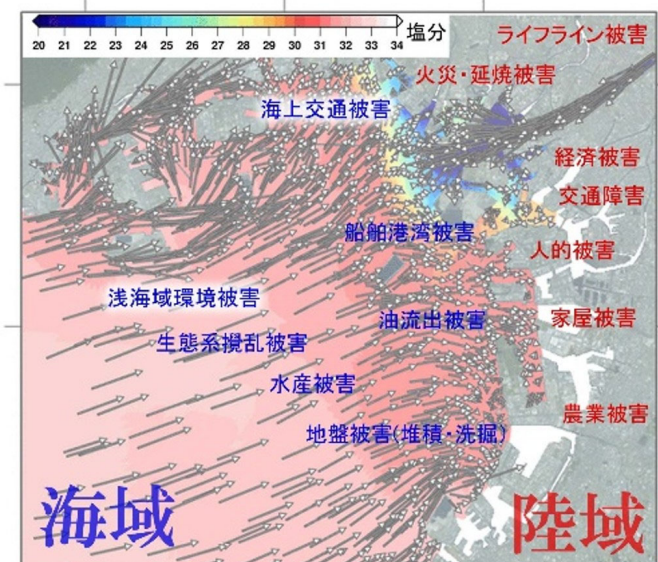 20 21 22 23 24 25 26 27 28 29 30 31 32 33 34
塩分
ライフライン被害
火災・延焼被害
海上交通被害
経済被害
交通障害
船舶港湾被害
人的被害
浅海域環境被害
油流出被害
家屋被害
生態系攪乱被害
水産被害
農業被害
地盤被害(堆積・洗掘)
海域
陸域